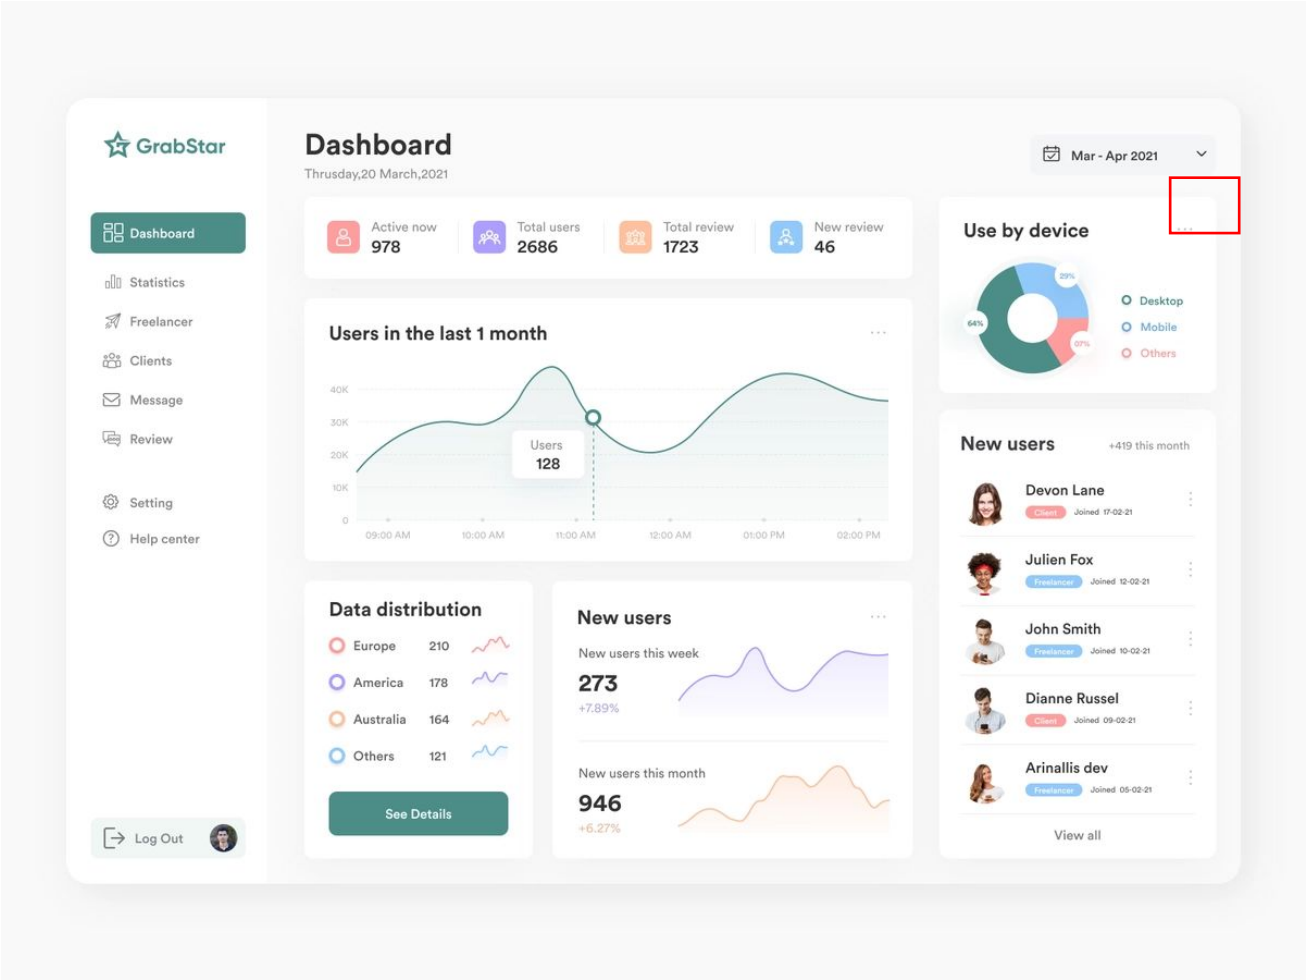 GrabStar
Dashboard
Statistics
Freelancer
Clients
Message
Review
Setting
Help center
Log Out
Dashboard
Thrusday,20 March,2021
Mar - Apr 2021
Active now
978
Total users
2686
Total review
1723
New review
46
Users in the last 1 month
...
40K
30K
20K
10K
0
Users
128
09:00 AM 10:00 AM 11:00 AM 12:00 AM 01:00 PM 02:00 PM
Data distribution
Europe 210
America 178
Australia 164
Others 121
See Details
New users
...
New users this week
273
+7.89%
New users this month
946
+6.27%
Use by device
...
29%
64%
07%
Desktop
Mobile
Others
New users +419 this month
Devon Lane
Client Joined 17-02-21
Julien Fox
Freelancer Joined 12-02-21
John Smith
Freelancer Joined 10-02-21
Dianne Russel
Client Joined 09-02-21
Arinallis dev
Freelancer Joined 05-02-21
View all